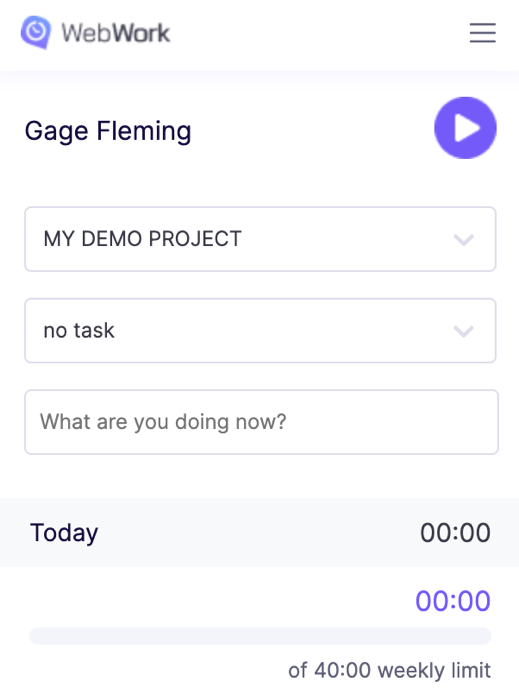 WebWork
Gage Fleming
MY DEMO PROJECT
no task
What are you doing now?
Today 00:00
00:00
of 40:00 weekly limit